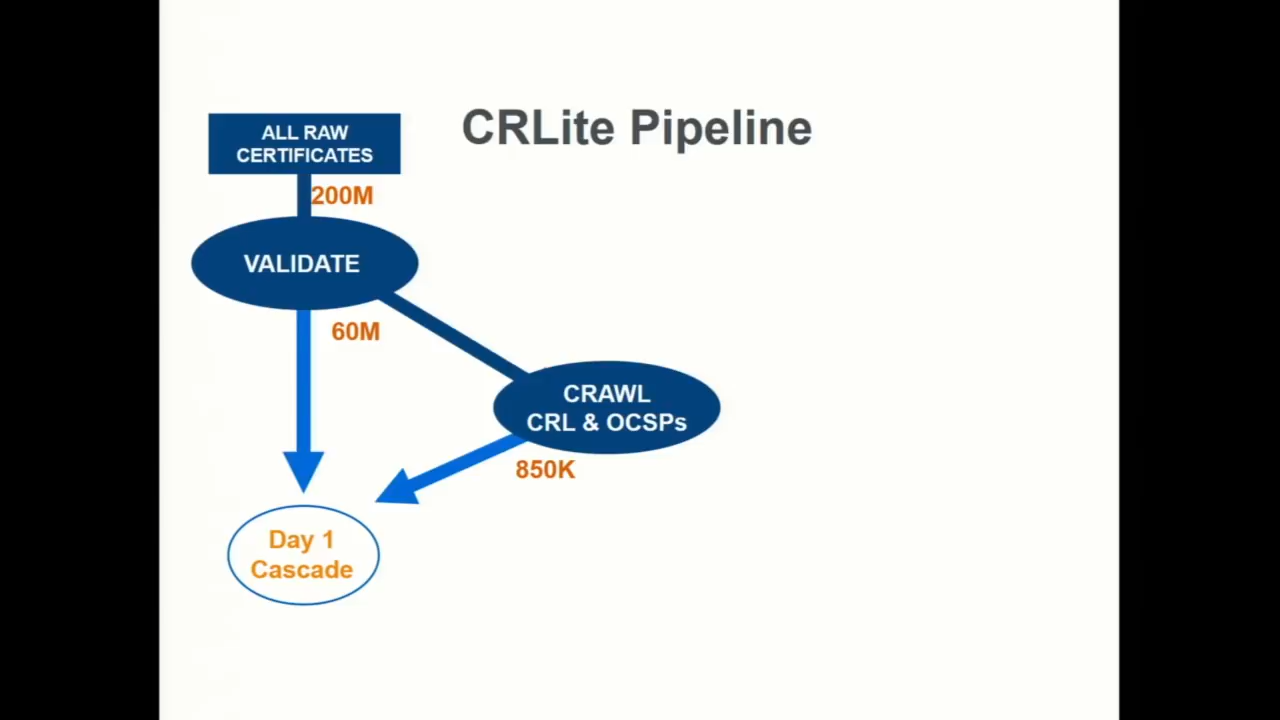 CRLite Pipeline
ALL RAW
CERTIFICATES
200M
VALIDATE
60M
CRAWL
CRL & OCSPs
850K
Day 1
Cascade